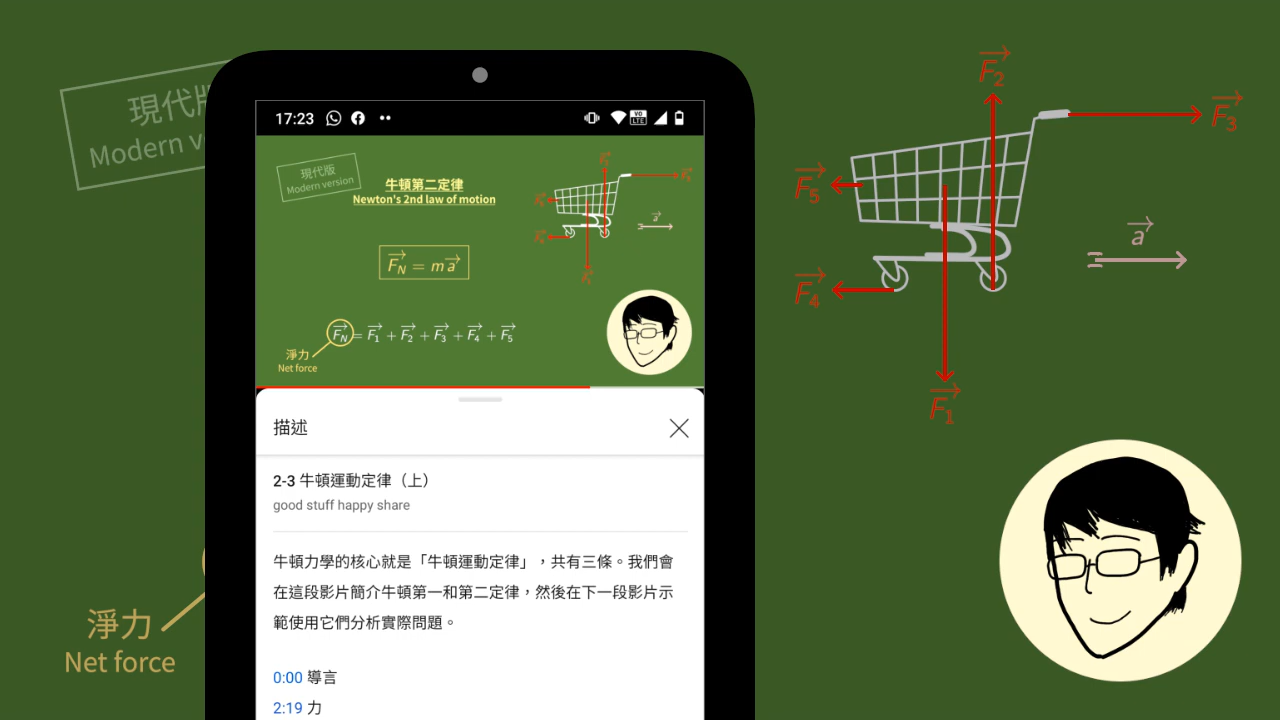 現代
Modern v
17:23
VO
LTE
現代版
Modern version
牛頓第二定律
Newton's 2nd law of motion
F_N = ma
F_N = F_1 + F_2 + F_3 + F_4 + F_5
淨力
Net force
a
描述
2-3 牛頓運動定律（上）
good stuff happy share
牛頓力學的核心就是「牛頓運動定律」，共有三條。我們會
在這段影片簡介牛頓第一和第二定律，然後在下一段影片示
範使用它們分析實際問題。
0:00 導言
2:19 力
淨力
Net force
F_2
F_3
F_5
a
F_4
F_1